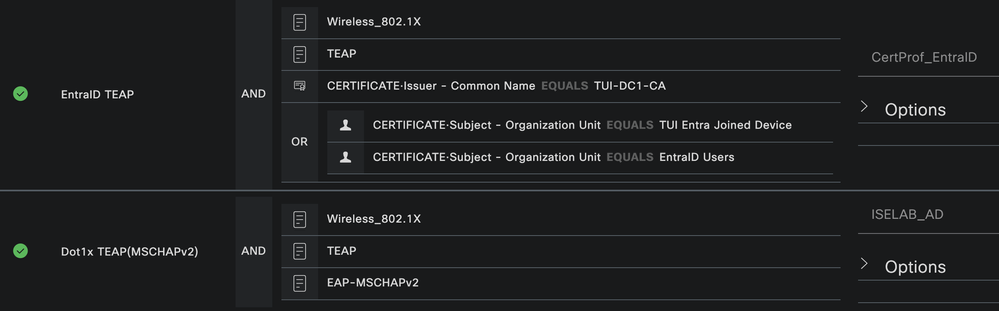 Wireless_802.1X
TEAP
CertProf_EntraID
EntraID TEAP
AND
CERTIFICATE·Issuer - Common Name EQUALS TUI-DC1-CA
Options
OR
CERTIFICATE·Subject - Organization Unit EQUALS TUI Entra Joined Device
CERTIFICATE·Subject - Organization Unit EQUALS EntraID Users
Wireless_802.1X
ISELAB_AD
Dot1x TEAP(MSCHAPv2)
AND
TEAP
Options
EAP-MSCHAPv2